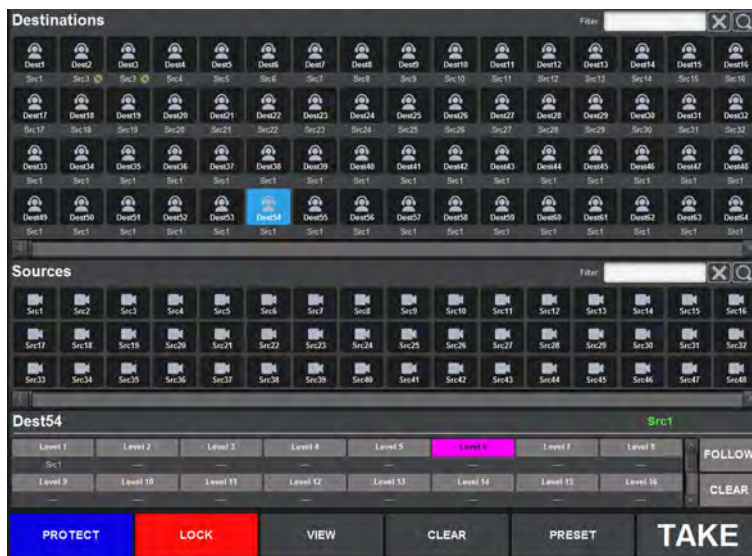 Destinations Filter
Dest1 Dest2 Dest3 Dest4 Dest5 Dest6 Dest7 Dest8 Dest9 Dest10 Dest11 Dest12 Dest13 Dest14 Dest15 Dest16
Src1 Src3 Src3 Src4 Src5 Src6 Src7 Src8 Src9 Src10 Src11 Src12 Src13 Src14 Src15 Src16
Dest17 Dest18 Dest19 Dest20 Dest21 Dest22 Dest23 Dest24 Dest25 Dest26 Dest27 Dest28 Dest29 Dest30 Dest31 Dest32
Src17 Src18 Src19 Src20 Src21 Src22 Src23 Src24 Src25 Src26 Src27 Src28 Src29 Src30 Src31 Src32
Dest33 Dest34 Dest35 Dest36 Dest37 Dest38 Dest39 Dest40 Dest41 Dest42 Dest43 Dest44 Dest45 Dest46 Dest47 Dest48
Src1 Src1 Src1 Src1 Src1 Src1 Src1 Src1 Src1 Src1 Src1 Src1 Src1 Src1 Src1 Src1
Dest49 Dest50 Dest51 Dest52 Dest53 Dest54 Dest55 Dest56 Dest57 Dest58 Dest59 Dest60 Dest61 Dest62 Dest63 Dest64
Src1 Src1 Src1 Src1 Src1 Src1 Src1 Src1 Src1 Src1 Src1 Src1 Src1 Src1 Src1 Src1
Sources Filter
Src1 Src2 Src3 Src4 Src5 Src6 Src7 Src8 Src9 Src10 Src11 Src12 Src13 Src14 Src15 Src16
Src17 Src18 Src19 Src20 Src21 Src22 Src23 Src24 Src25 Src26 Src27 Src28 Src29 Src30 Src31 Src32
Src33 Src34 Src35 Src36 Src37 Src38 Src39 Src40 Src41 Src42 Src43 Src44 Src45 Src46 Src47 Src48
Dest54 Src1
Level 1 Level 2 Level 3 Level 4 Level 5 Level 6 Level 7 Level 8 FOLLOW
Src1 --- --- --- --- --- --- ---
Level 9 Level 10 Level 11 Level 12 Level 13 Level 14 Level 15 Level 16 CLEAR
--- --- --- --- --- --- --- ---
PROTECT LOCK VIEW CLEAR PRESET TAKE